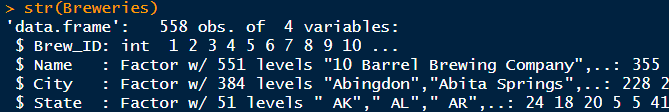 > str(Breweries)
'data.frame':   558 obs. of  4 variables:
 $ Brew_ID: int  1 2 3 4 5 6 7 8 9 10 ...
 $ Name   : Factor w/ 551 levels "10 Barrel Brewing Company",..: 355
 $ City   : Factor w/ 384 levels "Abingdon","Abita Springs",..: 228 2
 $ State  : Factor w/ 51 levels " AK"," AL"," AR",..: 24 18 20 5 5 4